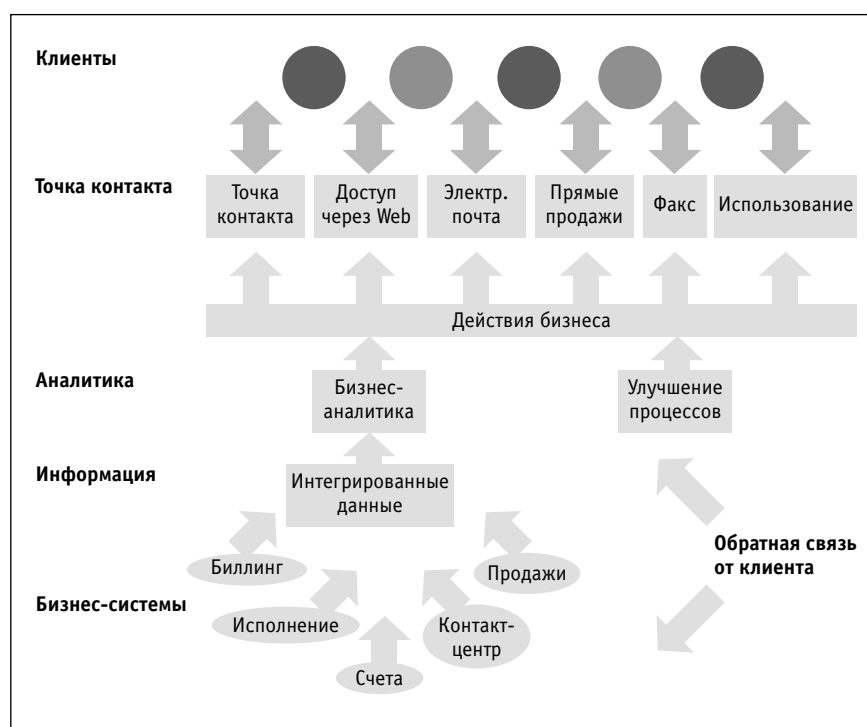 Клиенты
Точка контакта
Точка
контакта
Доступ
через Web
Электр.
почта
Прямые
продажи
Факс
Использование
Действия бизнеса
Аналитика
Бизнес-
аналитика
Улучшение
процессов
Информация
Интегрированные
данные
Обратная связь
от клиента
Биллинг
Продажи
Бизнес-системы
Исполнение
Контакт-
центр
Счета